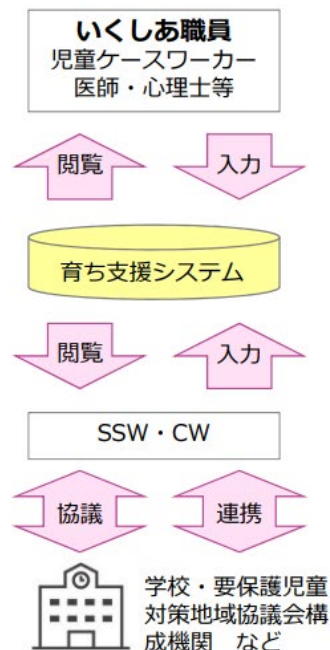 いくしあ職員
児童ケースワーカー
医師・心理士等
閲覧
入力
育ち支援システム
閲覧
入力
SSW・CW
協議
連携
学校・要保護児童
対策地域協議会構
成機関　など